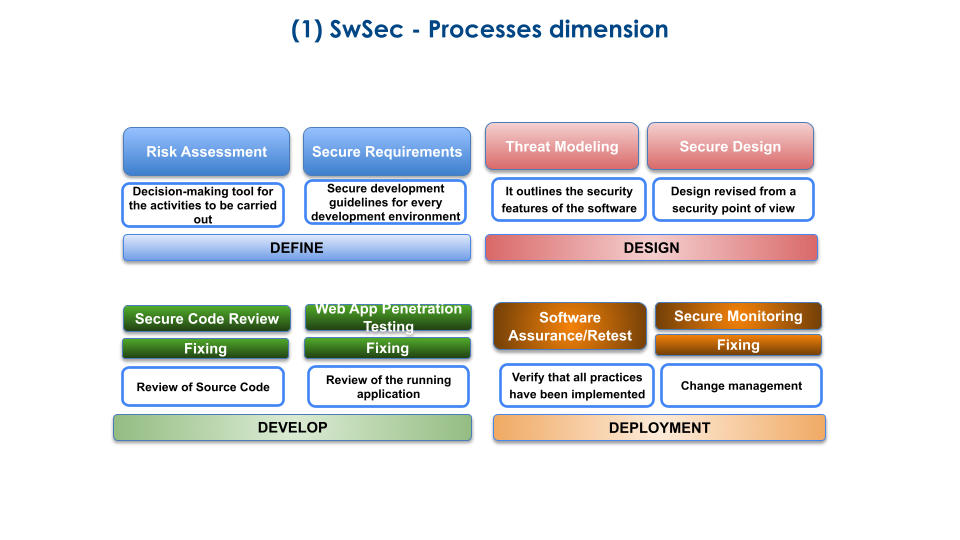 (1) SwSec - Processes dimension
Risk Assessment
Secure Requirements
Threat Modeling
Secure Design
Decision-making tool for
the activities to be carried
out
Secure development
guidelines for every
development environment
It outlines the security
features of the software
Design revised from a
security point of view
DEFINE
DESIGN
Secure Code Review
Fixing
Web App Penetration
Testing
Fixing
Software
Assurance/Retest
Secure Monitoring
Fixing
Review of Source Code
Review of the running
application
Verify that all practices
have been implemented
Change management
DEVELOP
DEPLOYMENT